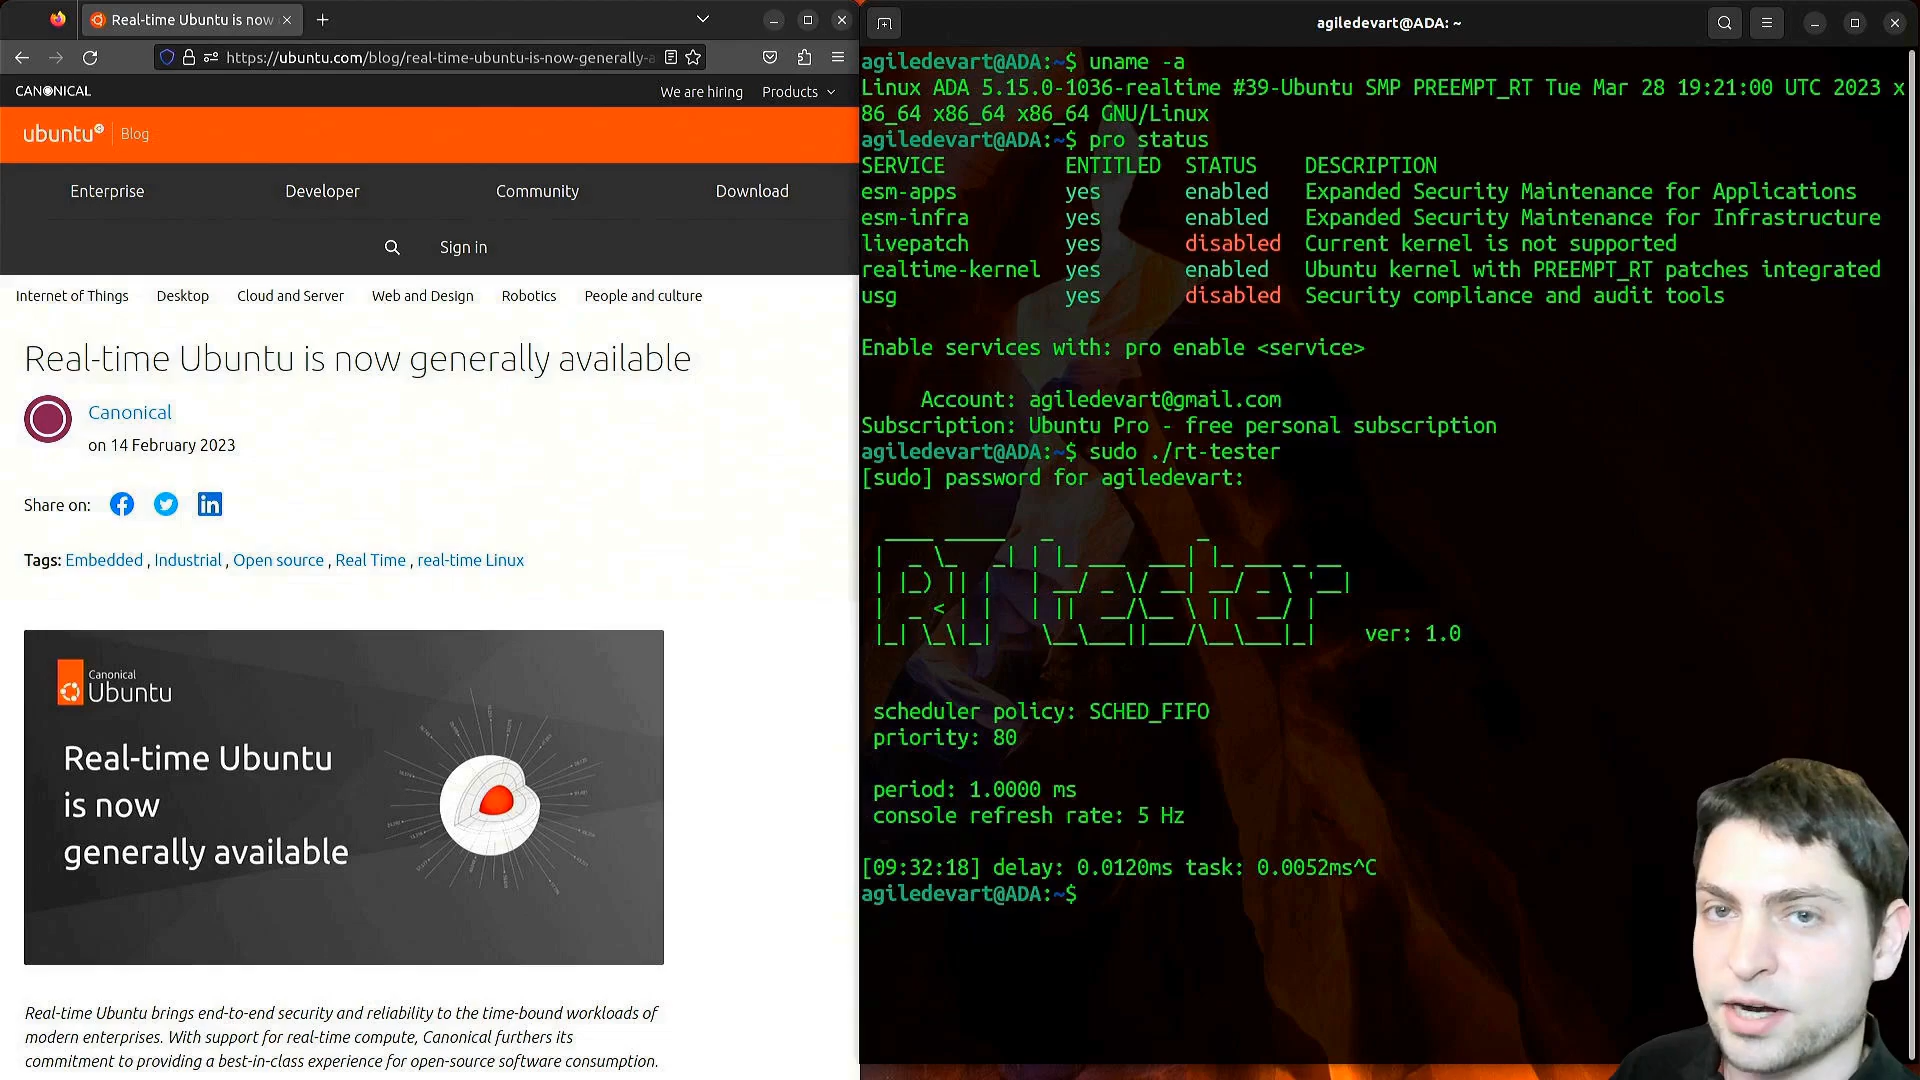 Real-time Ubuntu is now
https://ubuntu.com/blog/real-time-ubuntu-is-now-generally-a
CANONICAL
We are hiring
Products
ubuntu
Blog
Enterprise
Developer
Community
Download
Sign in
Internet of Things
Desktop
Cloud and Server
Web and Design
Robotics
People and culture
Real-time Ubuntu is now generally available
Canonical
on 14 February 2023
Share on:
Tags: Embedded , Industrial , Open source , Real Time , real-time Linux
Canonical
Ubuntu
Real-time Ubuntu
is now
generally available
Real-time Ubuntu brings end-to-end security and reliability to the time-bound workloads of
modern enterprises. With support for real-time compute, Canonical furthers its
commitment to providing a best-in-class experience for open-source software consumption.
agiledevart@ADA: ~
agiledevart@ADA:~$ uname -a
Linux ADA 5.15.0-1036-realtime #39-Ubuntu SMP PREEMPT_RT Tue Mar 28 19:21:00 UTC 2023 x
86_64 x86_64 x86_64 GNU/Linux
agiledevart@ADA:~$ pro status
SERVICE ENTITLED STATUS DESCRIPTION
esm-apps yes enabled Expanded Security Maintenance for Applications
esm-infra yes enabled Expanded Security Maintenance for Infrastructure
livepatch yes disabled Current kernel is not supported
realtime-kernel yes enabled Ubuntu kernel with PREEMPT_RT patches integrated
usg yes disabled Security compliance and audit tools
Enable services with: pro enable <service>
Account: agiledevart@gmail.com
Subscription: Ubuntu Pro - free personal subscription
agiledevart@ADA:~$ sudo ./rt-tester
[sudo] password for agiledevart:
RT tester
ver: 1.0
scheduler policy: SCHED_FIFO
priority: 80
period: 1.0000 ms
console refresh rate: 5 Hz
[09:32:18] delay: 0.0120ms task: 0.0052ms^C
agiledevart@ADA:~$